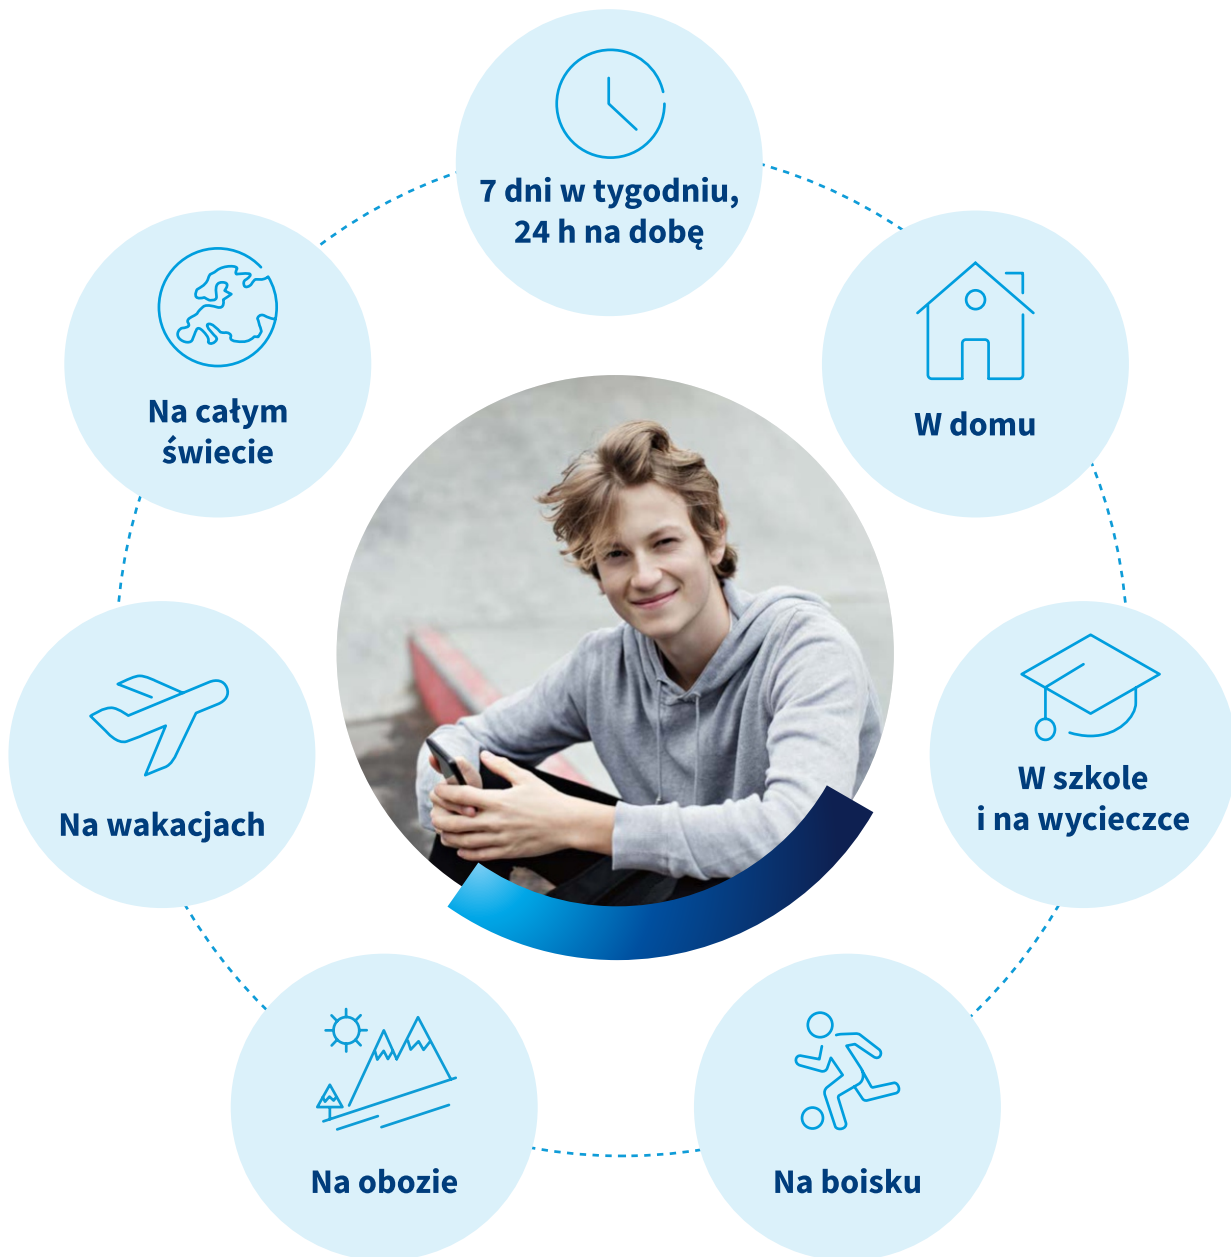 7 dni w tygodniu,
24 h na dobę
W domu
W szkole
i na wycieczce
Na boisku
Na obozie
Na wakacjach
Na całym
świecie